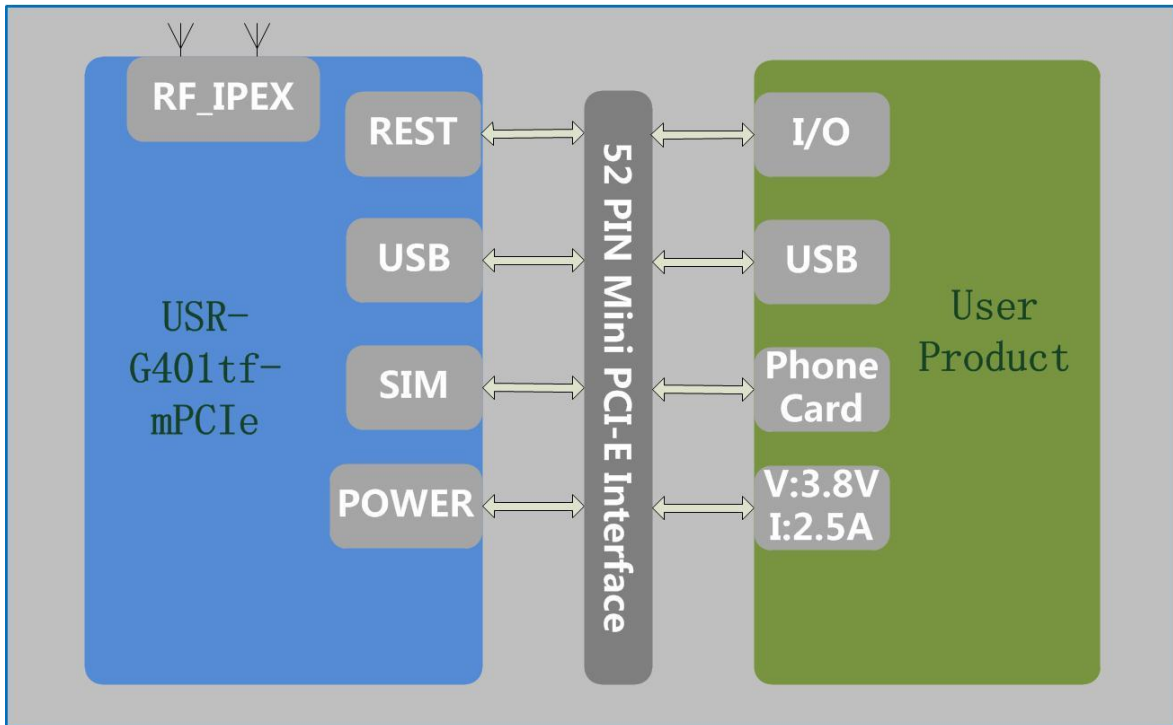 RF_IPEX
REST
USB
SIM
POWER
USR-
G401tf-
mPCIe
52 PIN Mini PCI-E Interface
I/O
USB
Phone
Card
V:3.8V
I:2.5A
User
Product